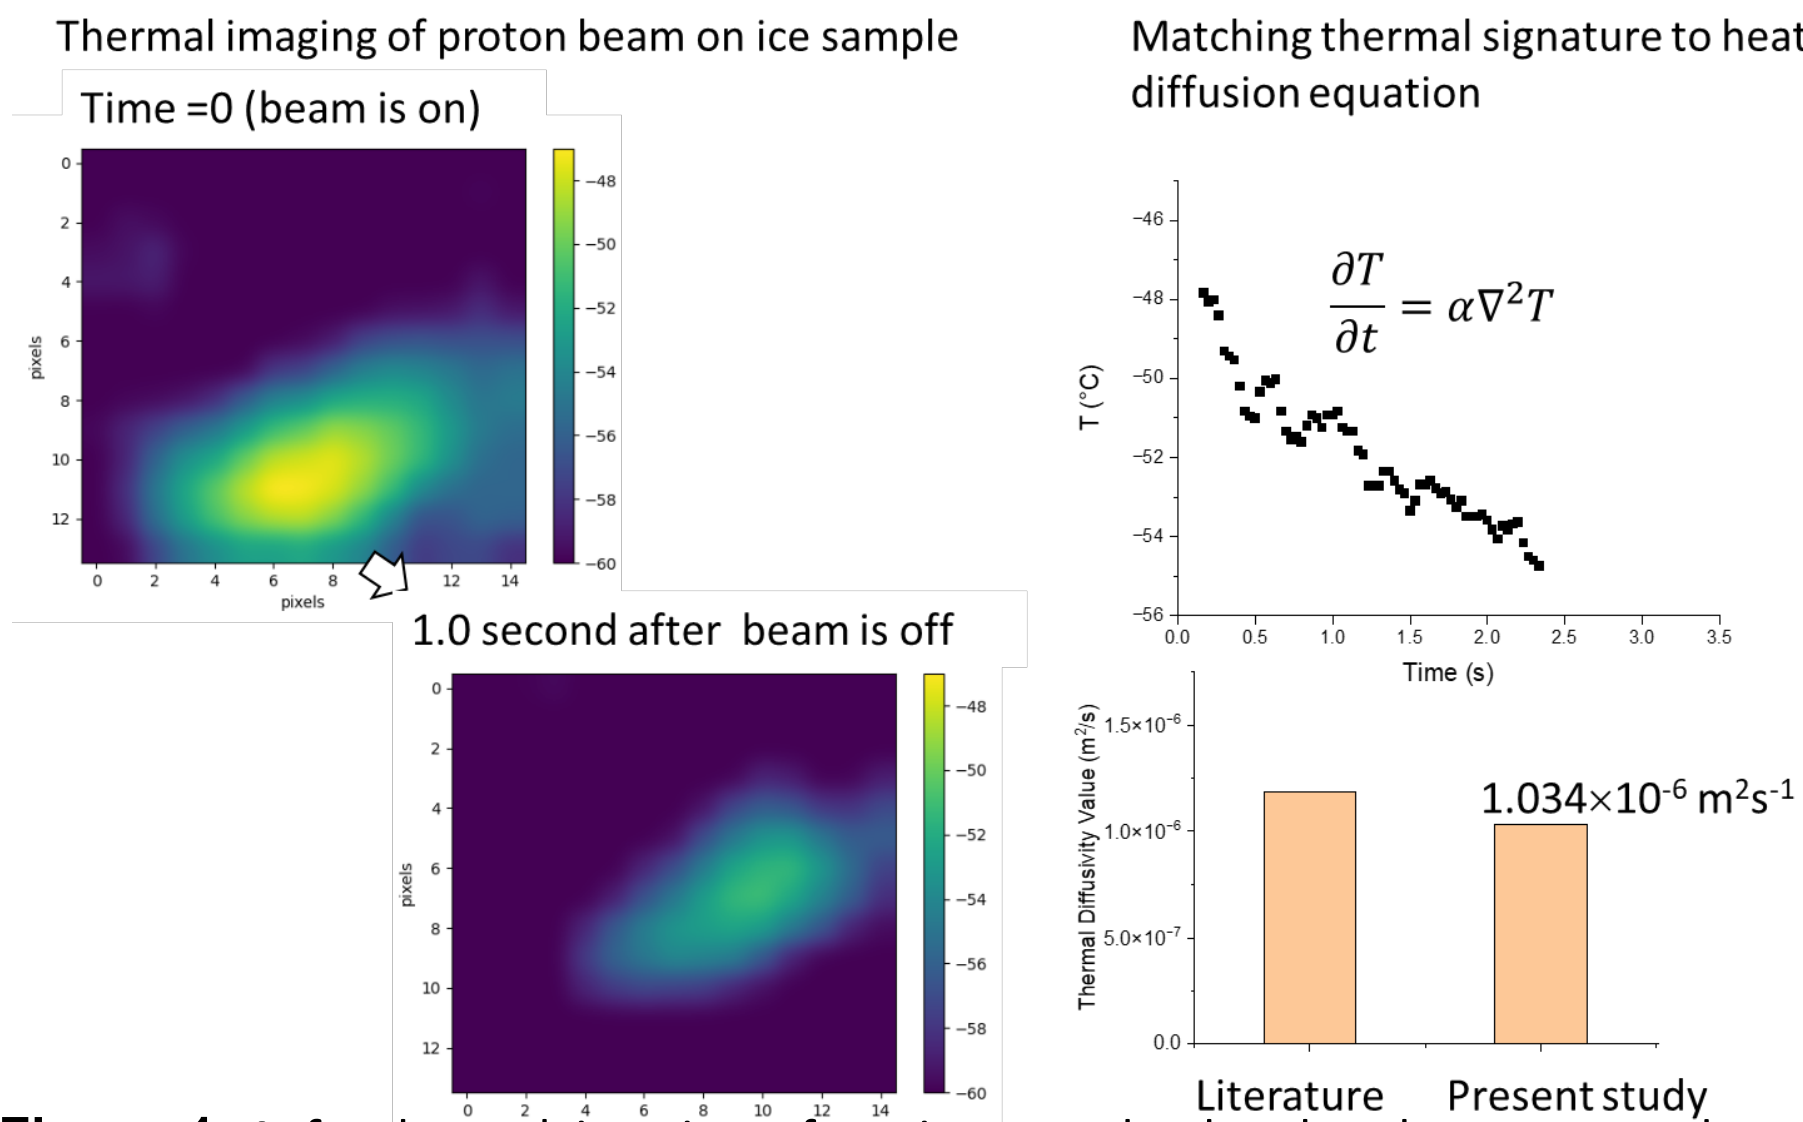 Thermal imaging of proton beam on ice sample
Time =0 (beam is on)
0
2
4
6
8
10
12
pixels
0 2 4 6 8 12 14
pixels
−48
−50
−52
−54
−56
−58
−60
1.0 second after beam is off
0
2
4
6
8
10
12
pixels
0 2 4 6 8 10 12 14
−48
−50
−52
−54
−56
−58
−60
Matching thermal signature to heat
diffusion equation
−46
−48
−50
−52
−54
−56
T (°C)
∂T/∂t = α∇²T
0.0 0.5 1.0 1.5 2.0 2.5 3.0 3.5
Time (s)
Thermal Diffusivity Value (m²/s)
1.5×10⁻⁶
1.0×10⁻⁶
5.0×10⁻⁷
0.0
1.034×10⁻⁶ m²s⁻¹
Literature Present study